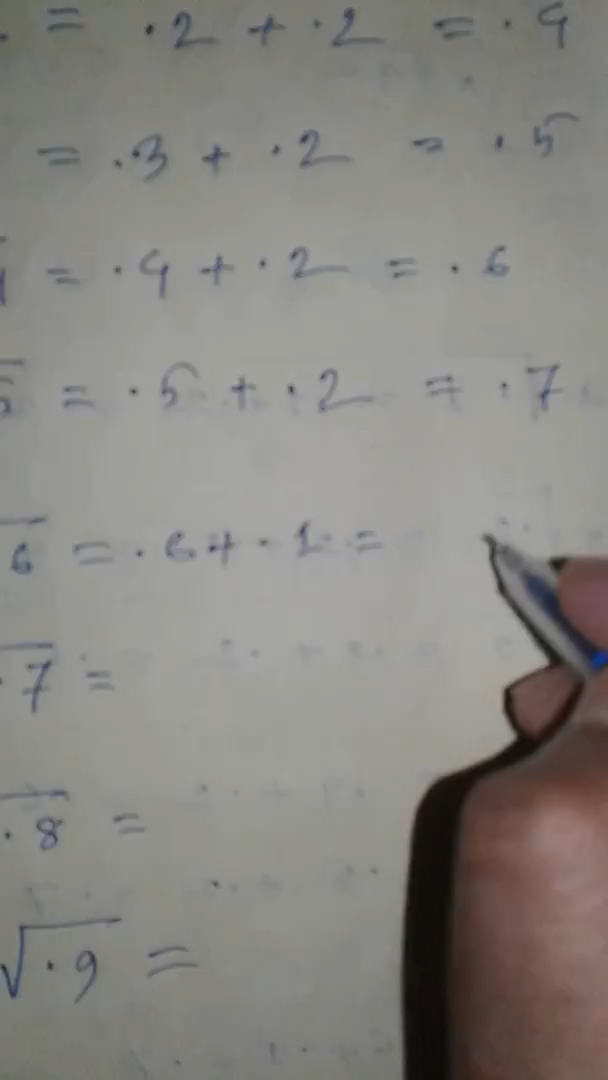 . = .2 + .2 = .4
= .3 + .2 = .5
= .4 + .2 = .6
= .5 + .2 = .7
6 = .6 + .1 =
.7 =
.8 =
√.9 =